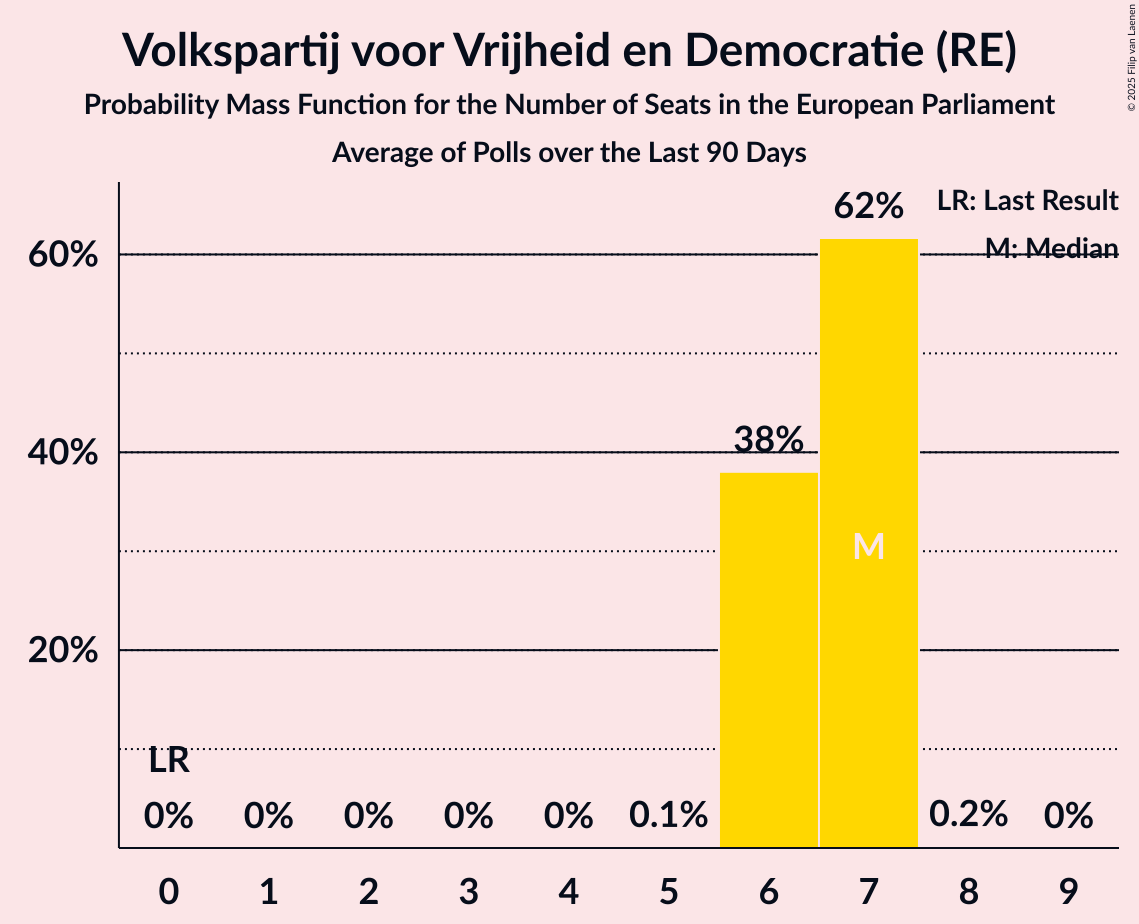 Volkspartij voor Vrijheid en Democratie (RE)
Probability Mass Function for the Number of Seats in the European Parliament
Average of Polls over the Last 90 Days
© 2025 Filip van Laenen
LR: Last Result
M: Median
60%
40%
20%
LR
0%
0%
0%
0%
0%
0.1%
38%
62%
M
0.2%
0%
0 1 2 3 4 5 6 7 8 9